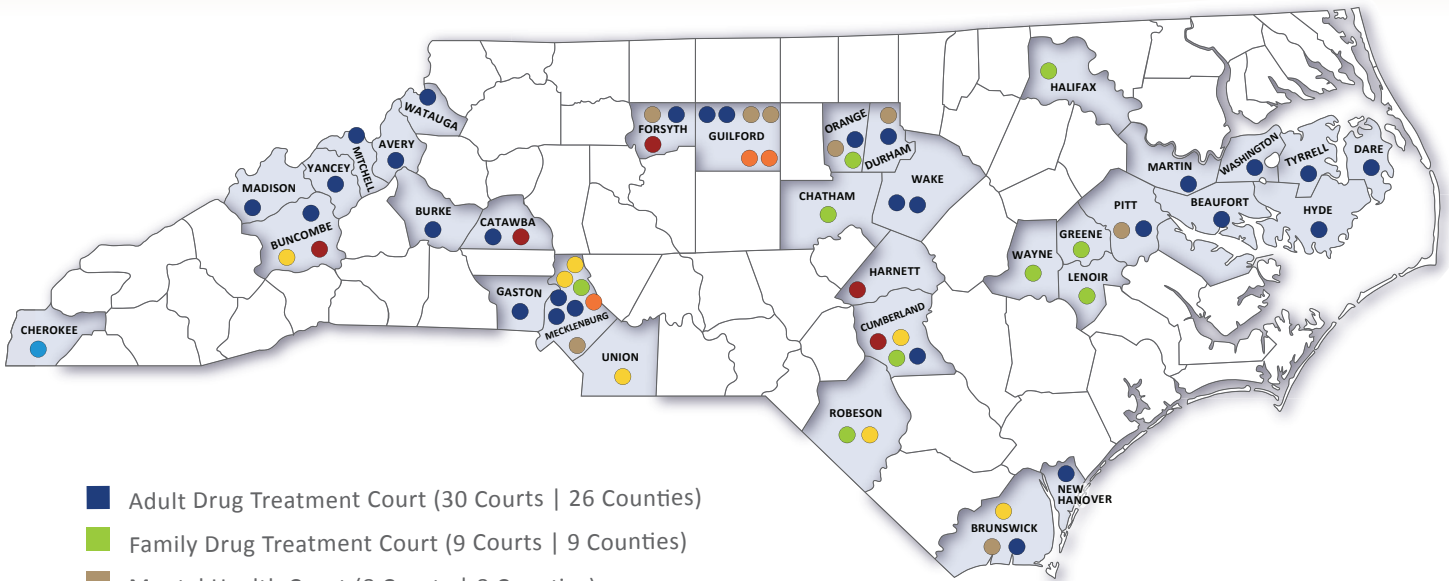 HALIFAX
WATAUGA
FORSYTH
GUILFORD
ORANGE
DURHAM
MITCHELL
AVERY
YANCEY
MADISON
WASHINGTON
TYRRELL
DARE
MARTIN
WAKE
CHATHAM
BURKE
CATAWBA
PITT
BEAUFORT
HYDE
BUNCOMBE
GREENE
WAYNE
LENOIR
HARNETT
GASTON
MECKLENBURG
CUMBERLAND
CHEROKEE
UNION
ROBESON
NEW
HANOVER
BRUNSWICK
Adult Drug Treatment Court (30 Courts | 26 Counties)
Family Drug Treatment Court (9 Courts | 9 Counties)